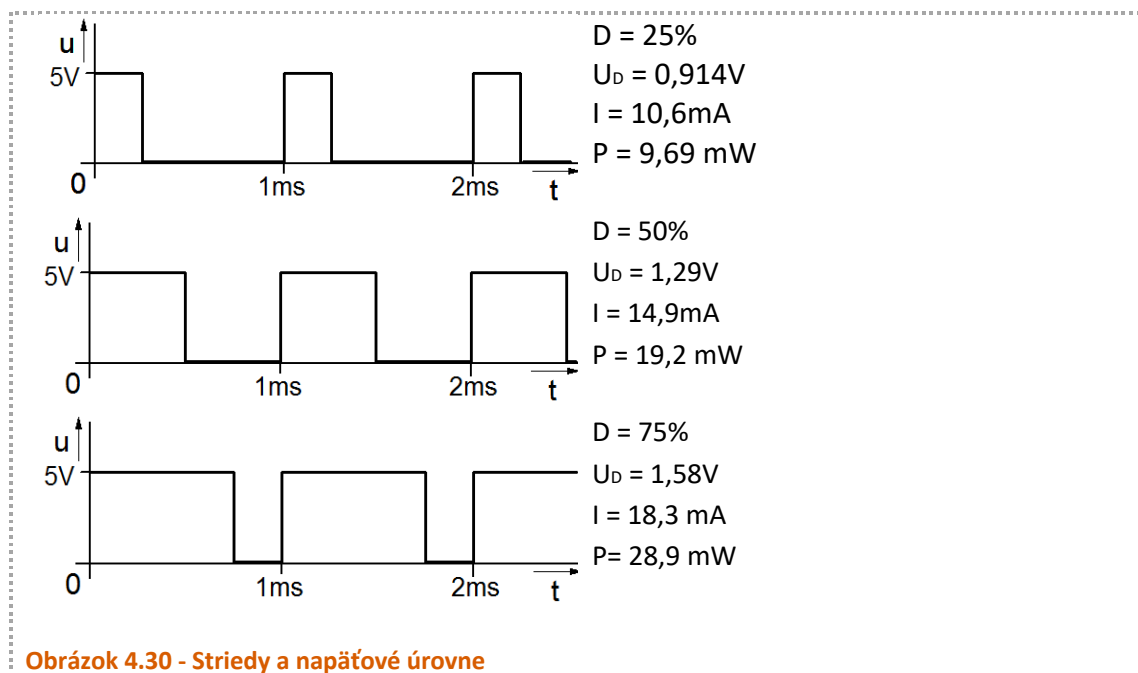 u
5V
0
1ms
2ms
t
D = 25%
UD = 0,914V
I = 10,6mA
P = 9,69 mW
u
5V
0
1ms
2ms
t
D = 50%
UD = 1,29V
I = 14,9mA
P = 19,2 mW
u
5V
0
1ms
2ms
t
D = 75%
UD = 1,58V
I = 18,3 mA
P= 28,9 mW
Obrázok 4.30 - Striedy a napäťové úrovne